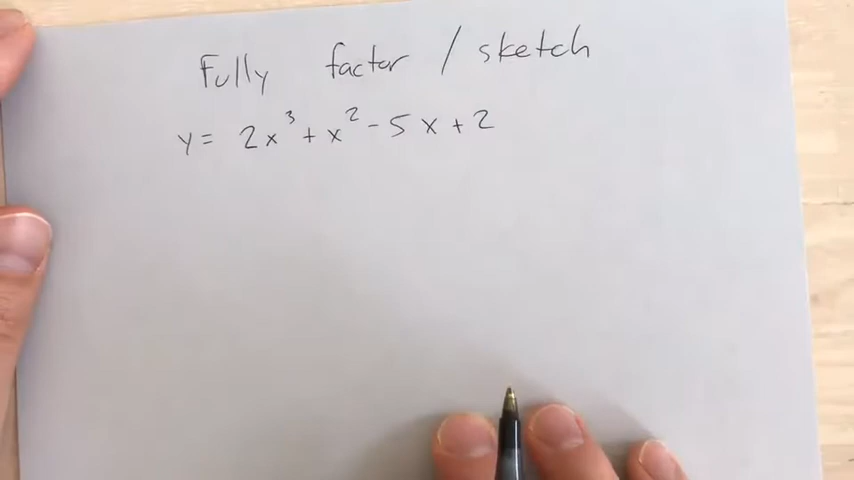 Fully factor / sketch
y = 2x³ + x² - 5x + 2